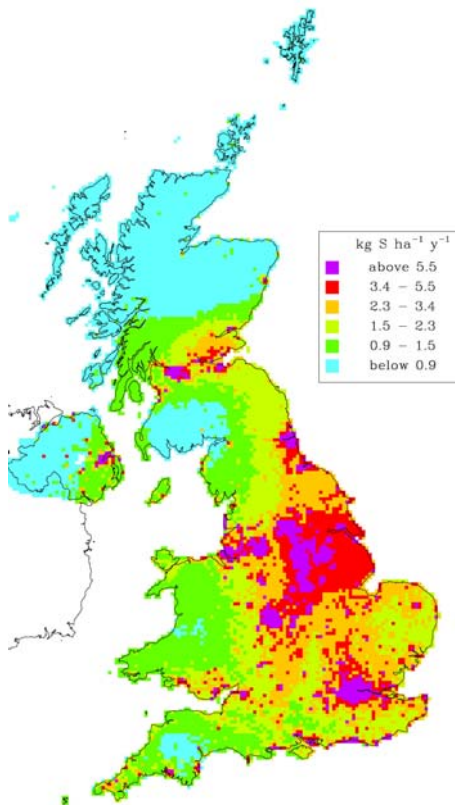 kg S ha⁻¹ y⁻¹
above 5.5
3.4 – 5.5
2.3 – 3.4
1.5 – 2.3
0.9 – 1.5
below 0.9